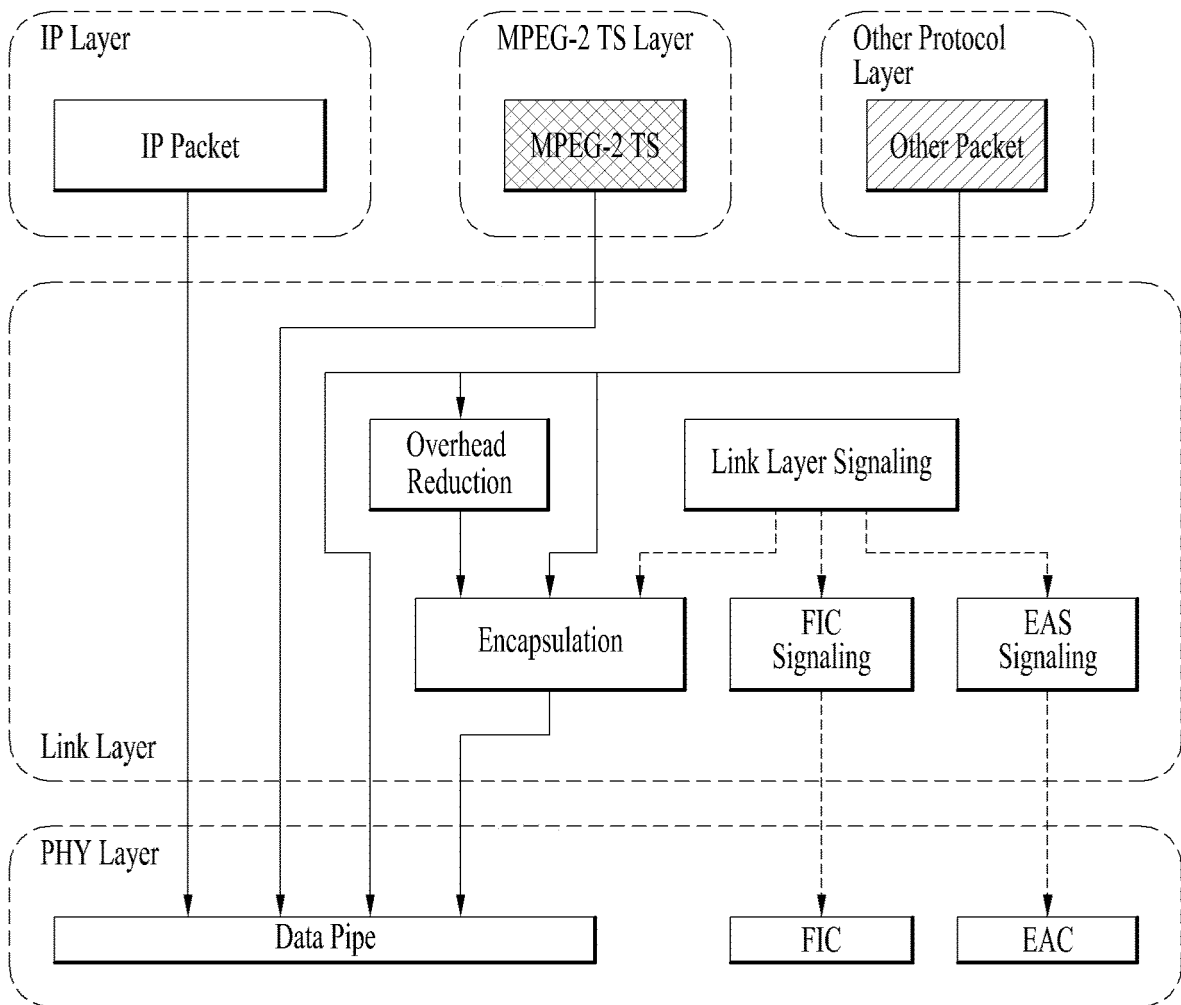 IP Layer
MPEG-2 TS Layer
Other Protocol
Layer
IP Packet
MPEG-2 TS
Other Packet
Overhead
Reduction
Link Layer Signaling
Encapsulation
FIC
Signaling
EAS
Signaling
Link Layer
PHY Layer
Data Pipe
FIC
EAC